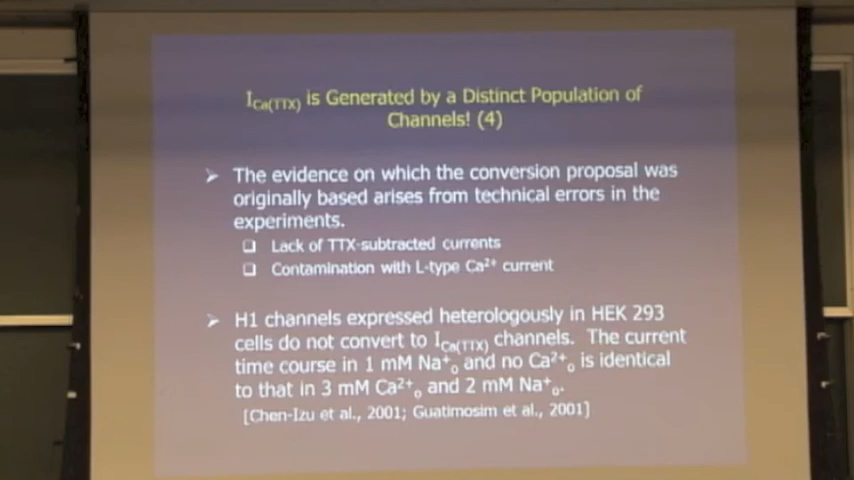 I Ca(TTX) is Generated by a Distinct Population of
Channels! (4)
➢ The evidence on which the conversion proposal was
originally based arises from technical errors in the
experiments.
❑ Lack of TTX-subtracted currents
❑ Contamination with L-type Ca²⁺ current
➢ H1 channels expressed heterologously in HEK 293
cells do not convert to I Ca(TTX) channels. The current
time course in 1 mM Na⁺ₒ and no Ca²⁺ₒ is identical
to that in 3 mM Ca²⁺ₒ and 2 mM Na⁺ₒ.
[Chen-Izu et al., 2001; Guatimosim et al., 2001]